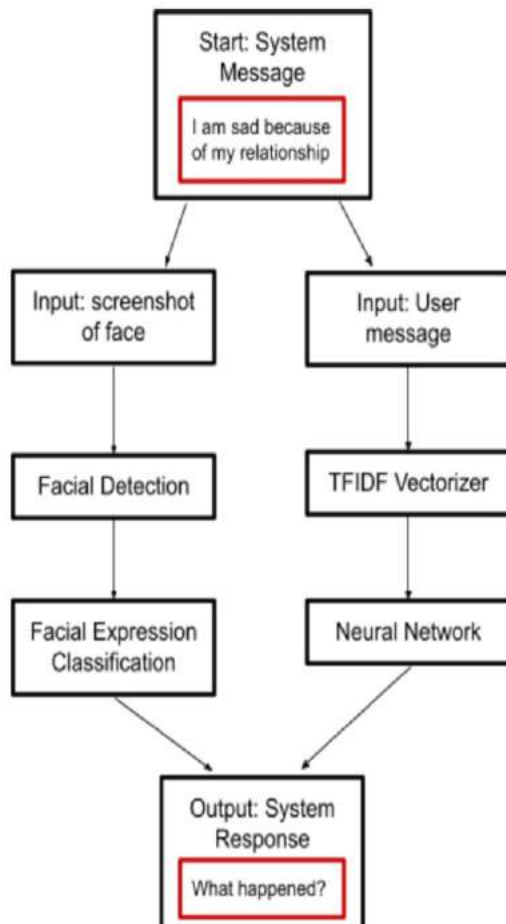 Start: System
Message
I am sad because
of my relationship
Input: screenshot
of face
Input: User
message
Facial Detection
TFIDF Vectorizer
Facial Expression
Classification
Neural Network
Output: System
Response
What happened?